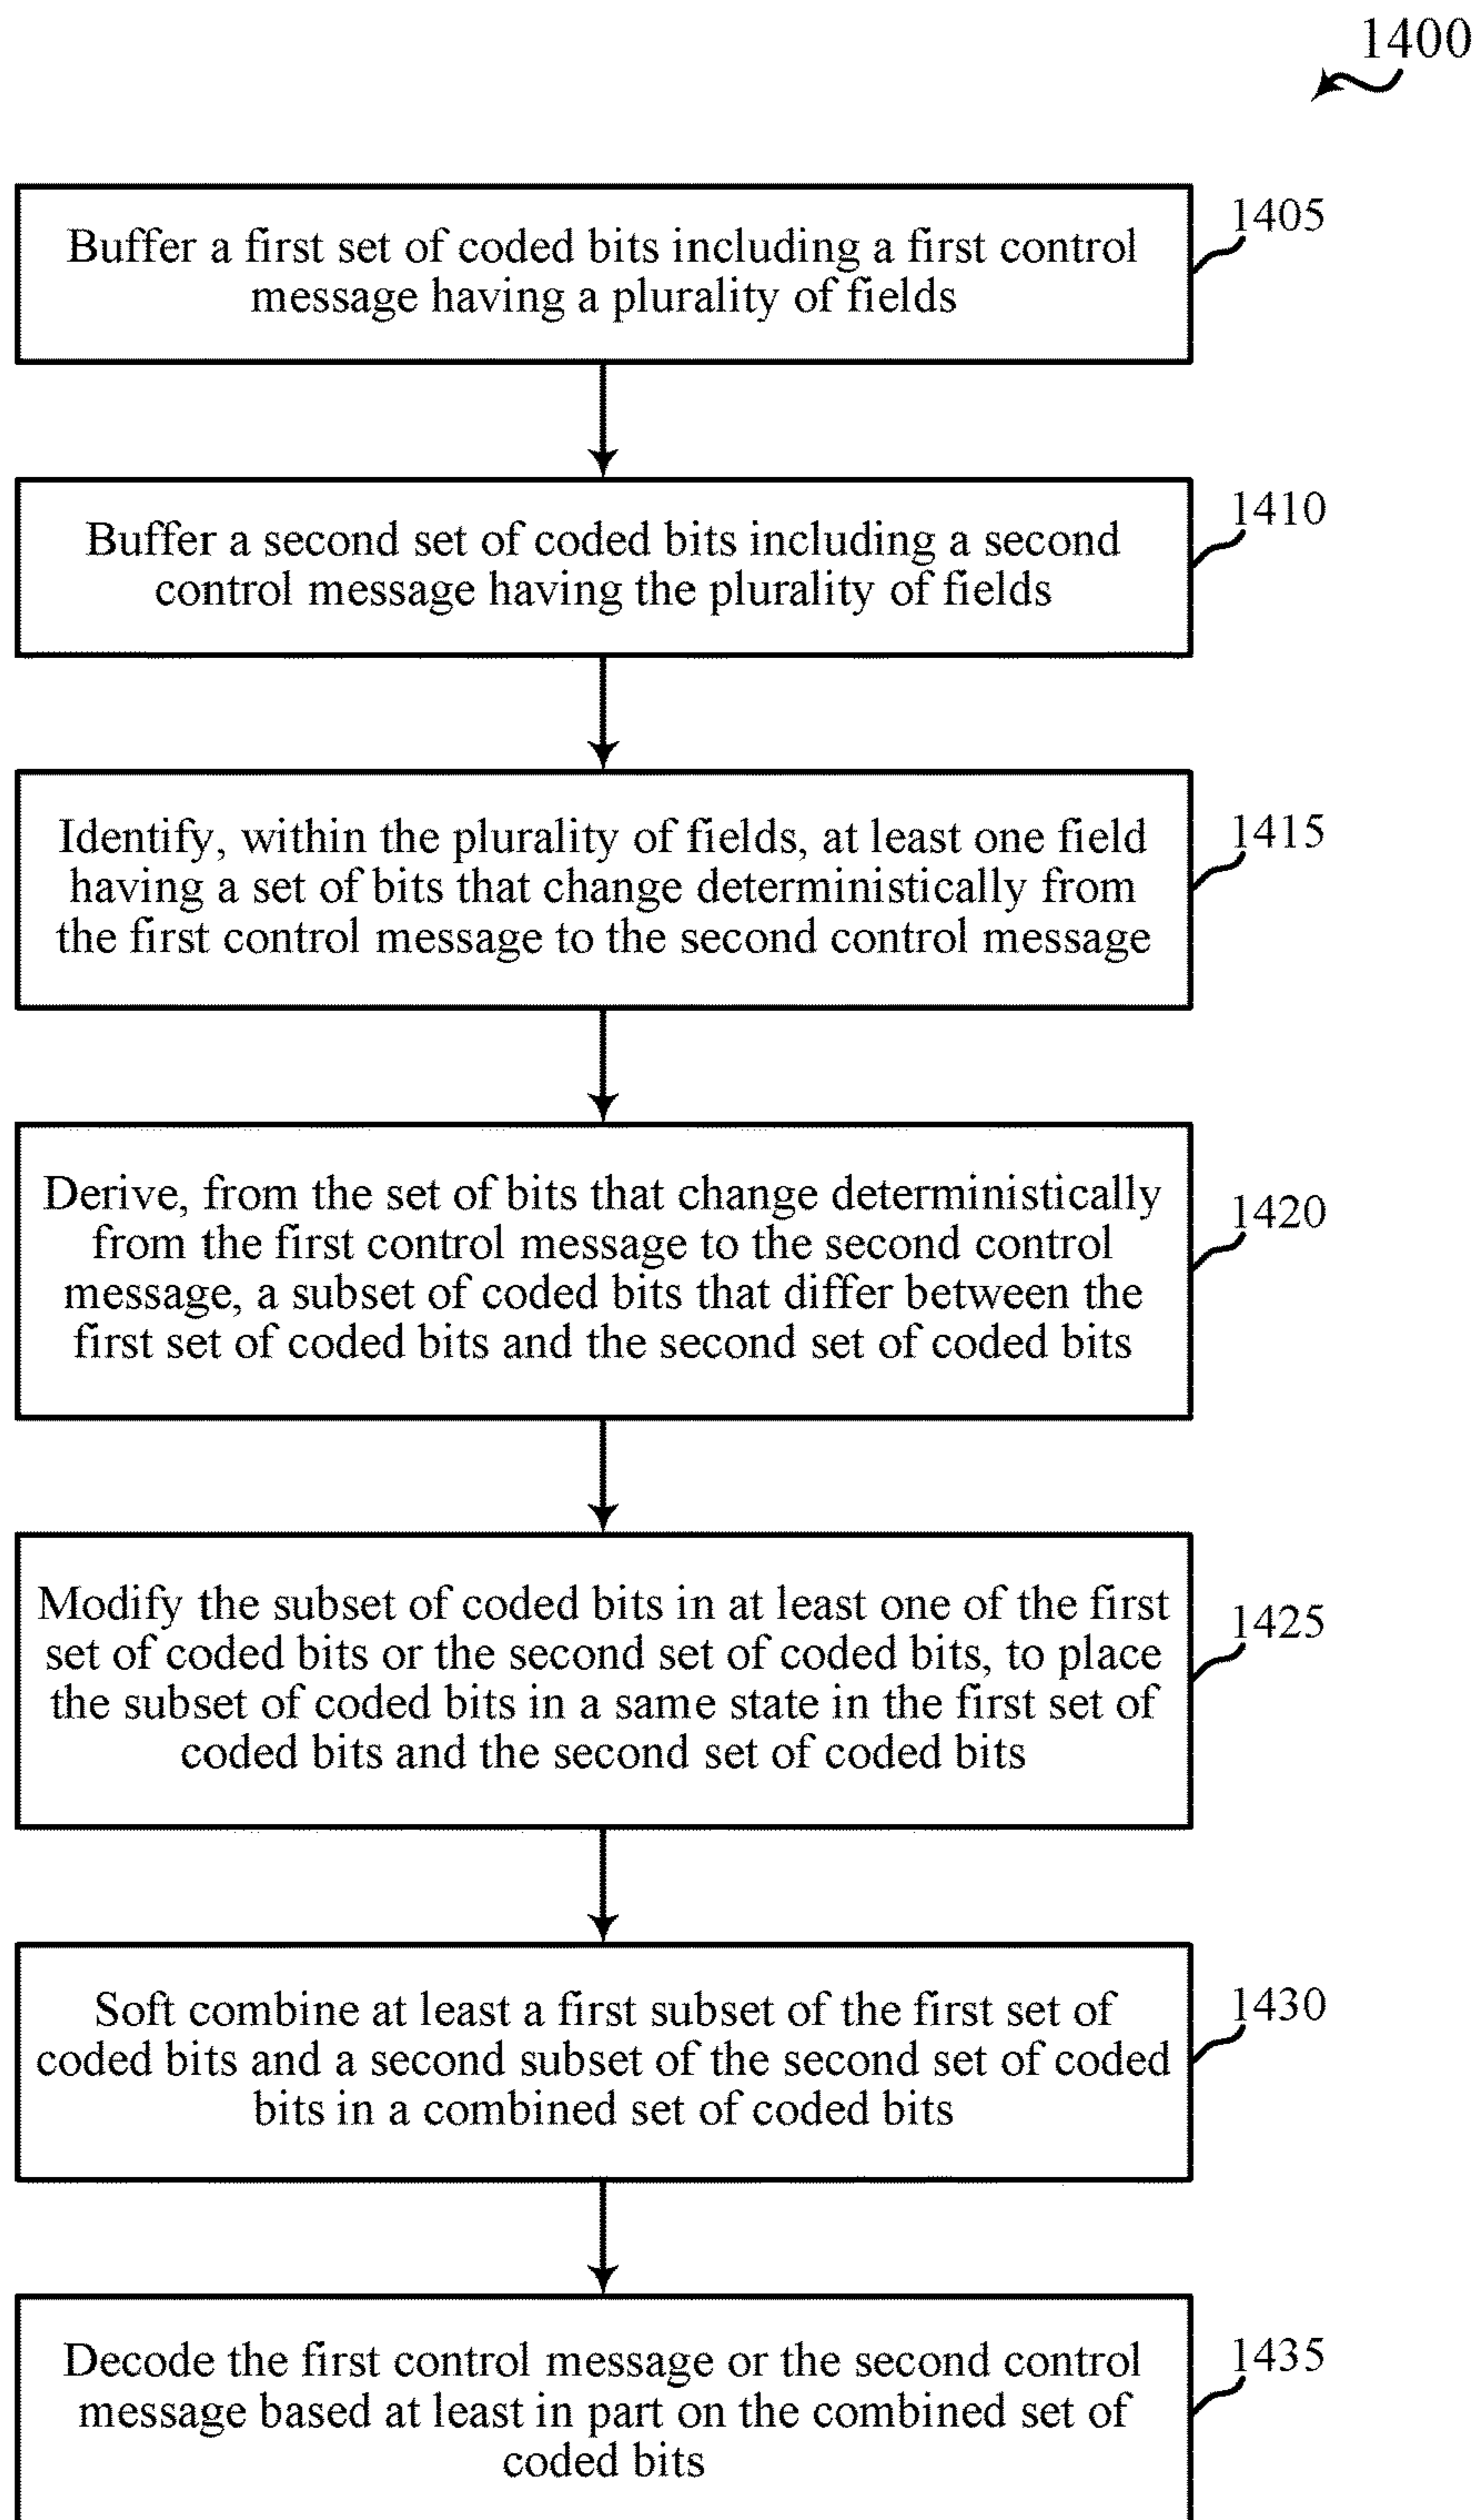 1400
Buffer a first set of coded bits including a first control
message having a plurality of fields
1405
Buffer a second set of coded bits including a second
control message having the plurality of fields
1410
Identify, within the plurality of fields, at least one field
having a set of bits that change deterministically from
the first control message to the second control message
1415
Derive, from the set of bits that change deterministically
from the first control message to the second control
message, a subset of coded bits that differ between the
first set of coded bits and the second set of coded bits
1420
Modify the subset of coded bits in at least one of the first
set of coded bits or the second set of coded bits, to place
the subset of coded bits in a same state in the first set of
coded bits and the second set of coded bits
1425
Soft combine at least a first subset of the first set of
coded bits and a second subset of the second set of coded
bits in a combined set of coded bits
1430
Decode the first control message or the second control
message based at least in part on the combined set of
coded bits
1435